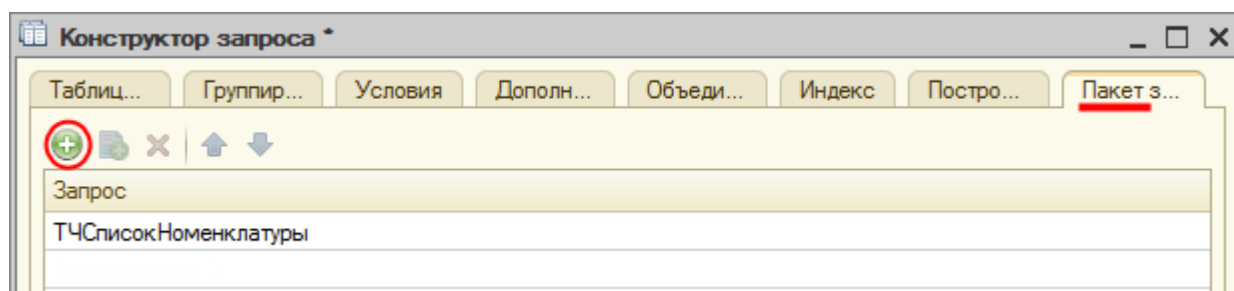 Конструктор запроса *
Таблиц... Группир... Условия Дополн... Объеди... Индекс Постро... Пакет з...
Запрос
ТЧСписокНоменклатуры